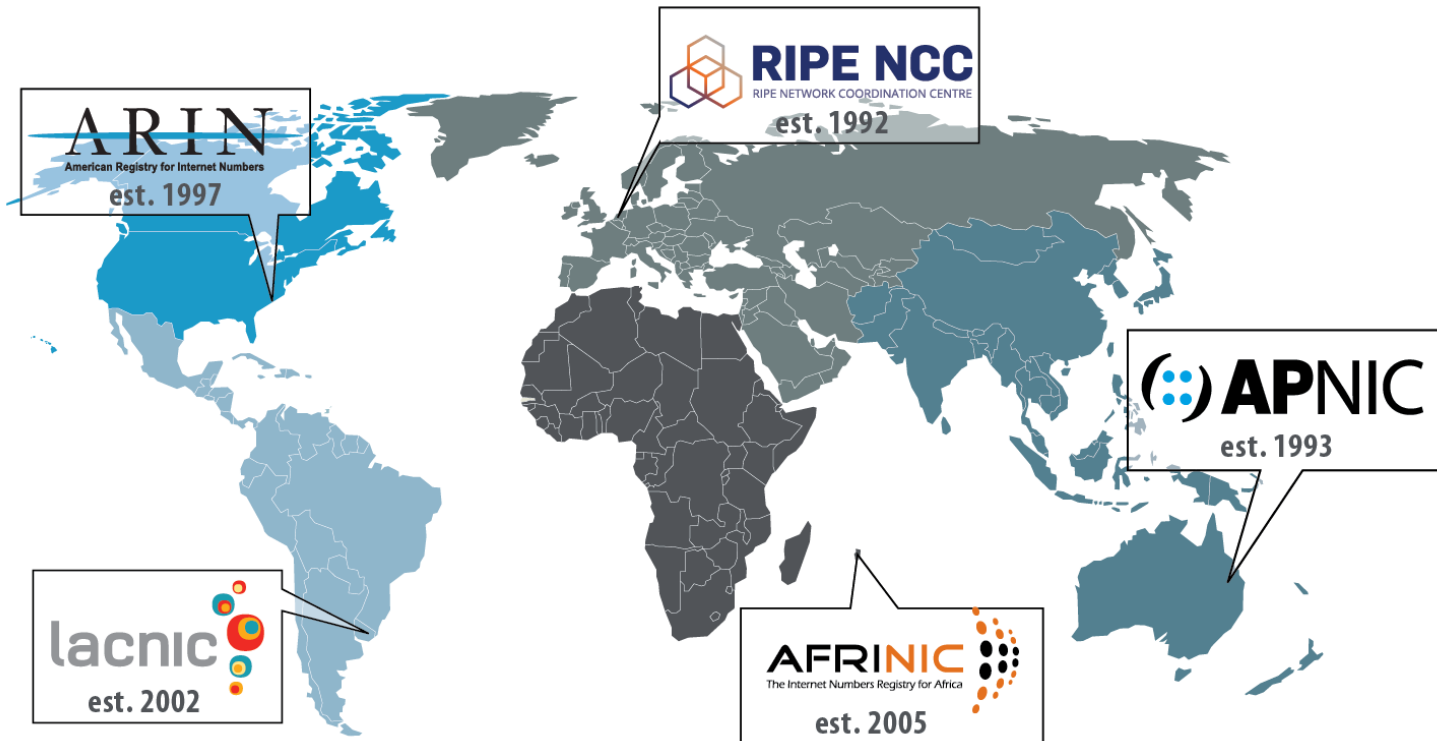 RIPE NCC
RIPE NETWORK COORDINATION CENTRE
est. 1992
ARIN
American Registry for Internet Numbers
est. 1997
APNIC
est. 1993
lacnic
est. 2002
AFRINIC
The Internet Numbers Registry for Africa
est. 2005